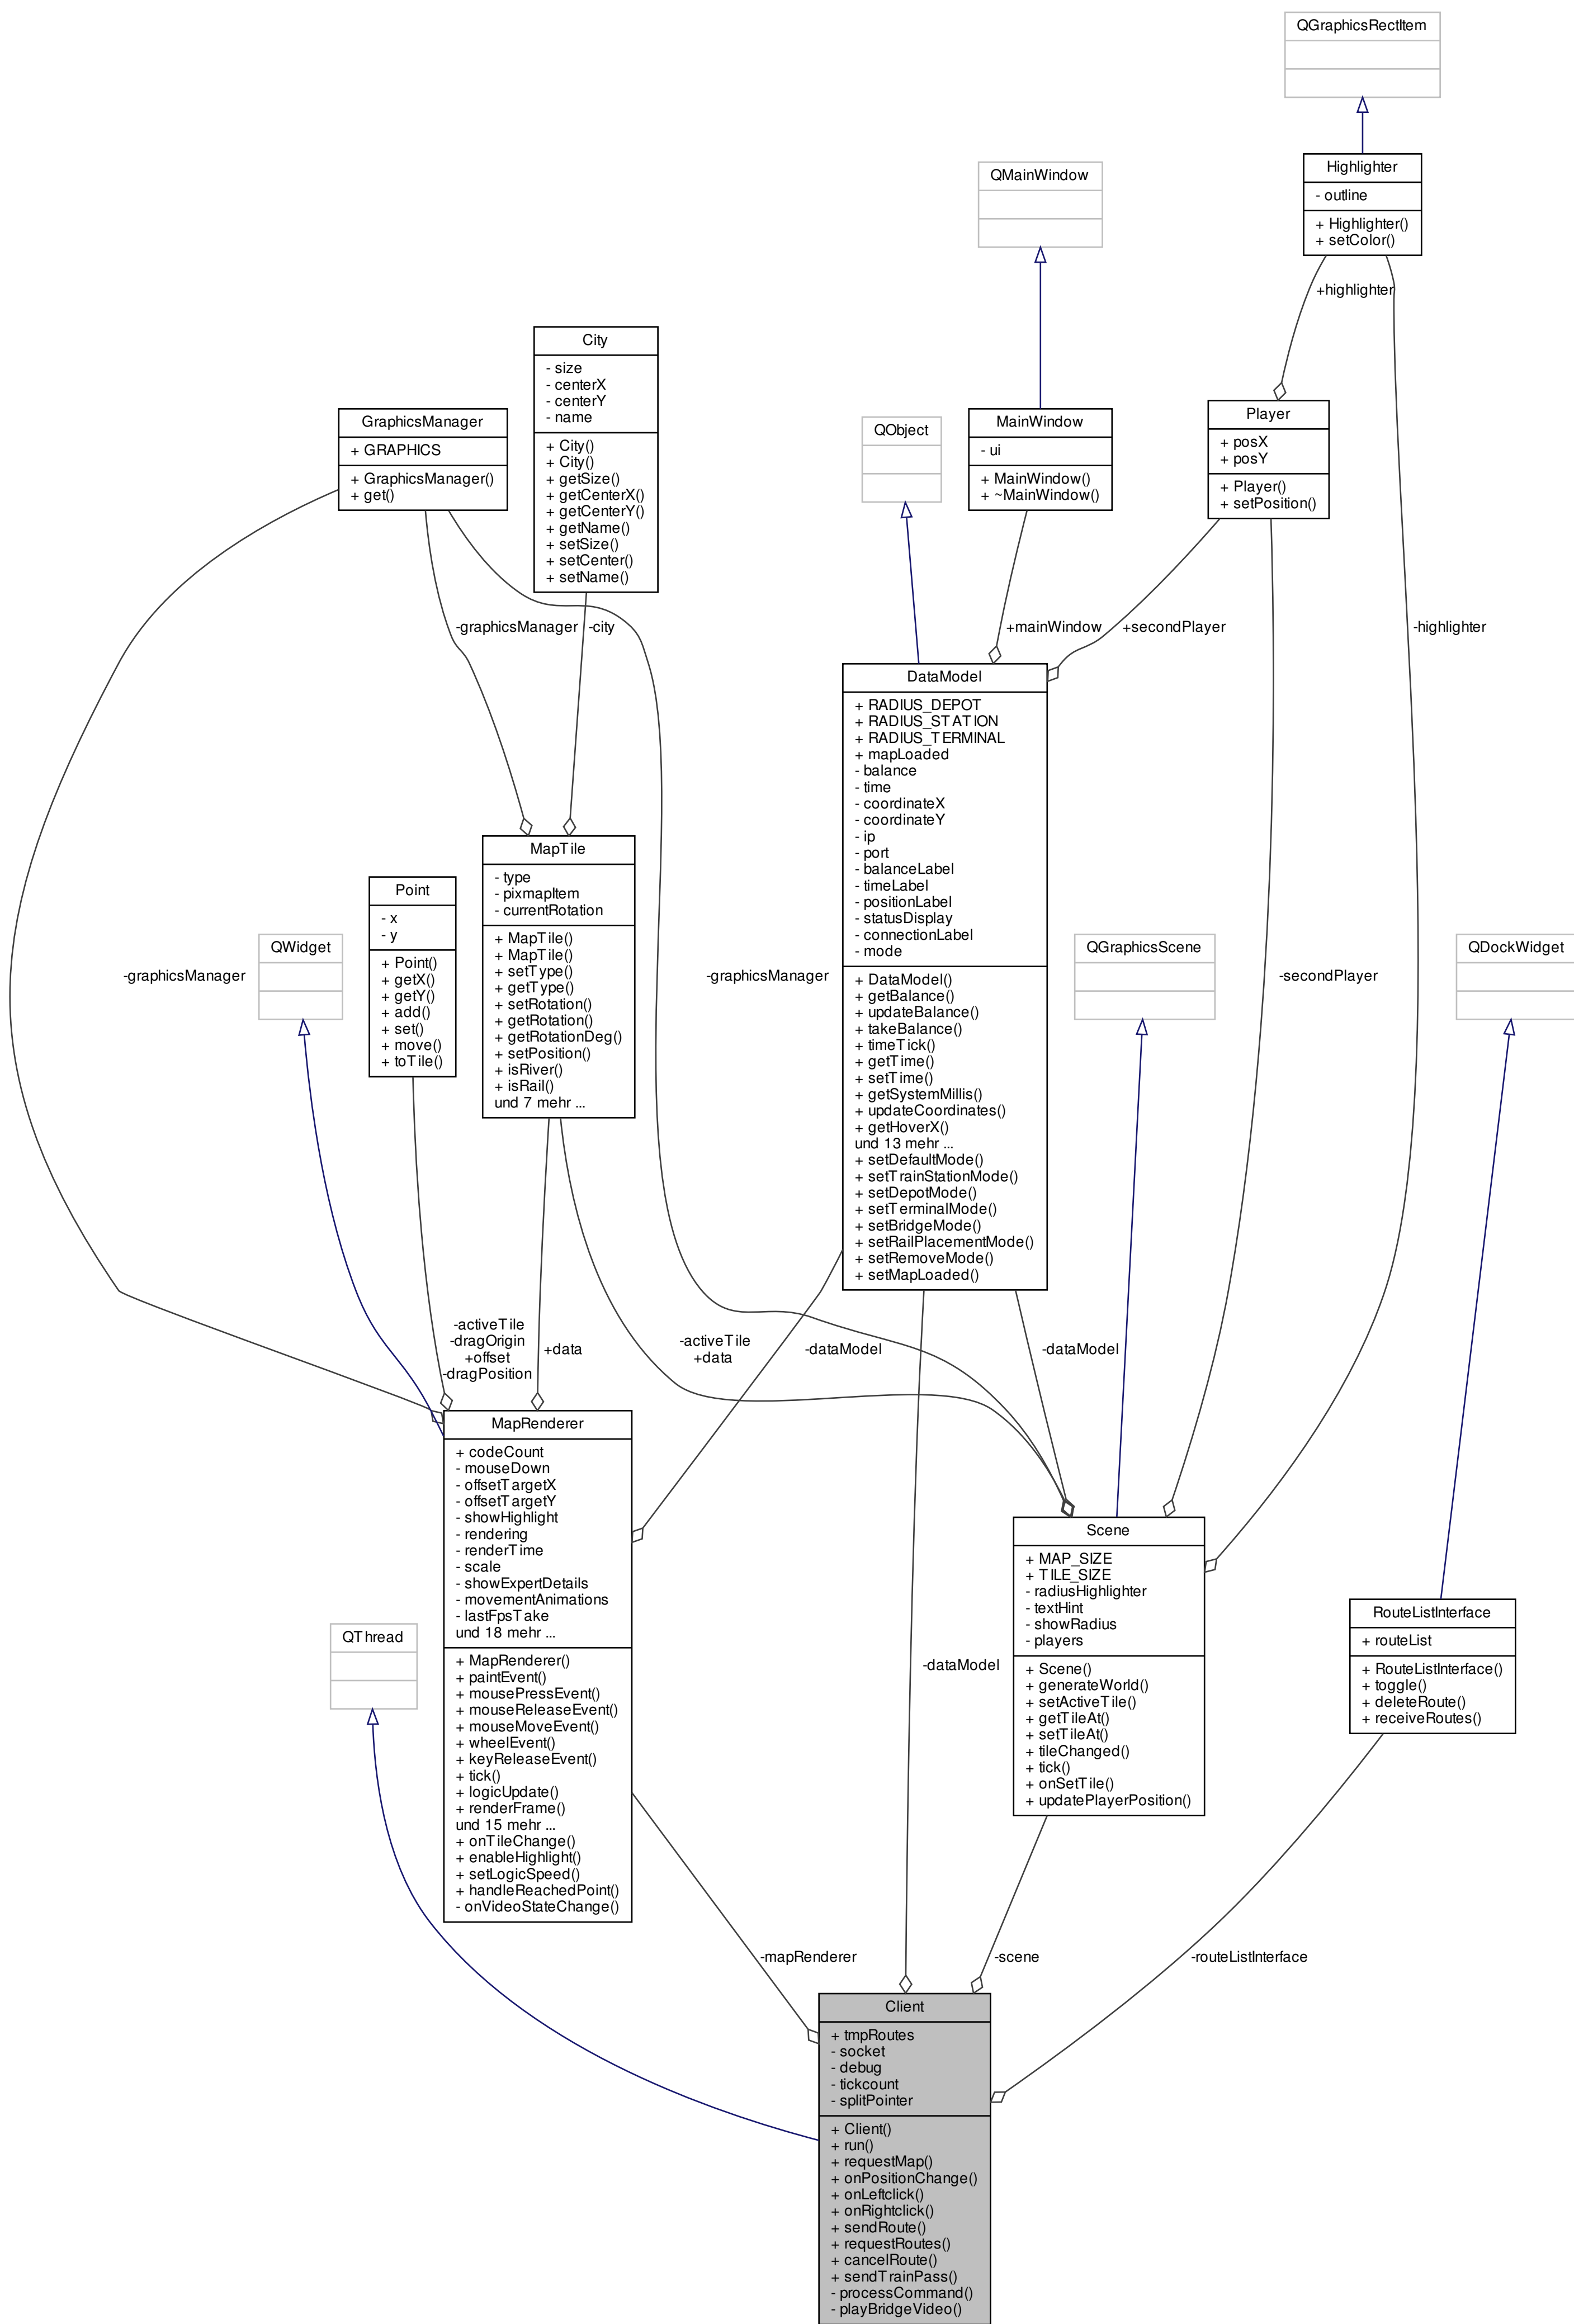 QGraphicsRectItem
Highlighter
- outline
+ Highlighter()
+ setColor()
QMainWindow
+highlighter
City
- size
- centerX
- centerY
- name
+ City()
+ City()
+ getSize()
+ getCenterX()
+ getCenterY()
+ getName()
+ setSize()
+ setCenter()
+ setName()
GraphicsManager
+ GRAPHICS
+ GraphicsManager()
+ get()
QObject
MainWindow
- ui
+ MainWindow()
+ ~MainWindow()
Player
+ posX
+ posY
+ Player()
+ setPosition()
-graphicsManager
-city
+mainWindow
+secondPlayer
-highlighter
DataModel
+ RADIUS_DEPOT
+ RADIUS_STATION
+ RADIUS_TERMINAL
+ mapLoaded
- balance
- time
- coordinateX
- coordinateY
- ip
- port
- balanceLabel
- timeLabel
- positionLabel
- statusDisplay
- connectionLabel
- mode
+ DataModel()
+ getBalance()
+ updateBalance()
+ takeBalance()
+ timeTick()
+ getTime()
+ setTime()
+ getSystemMillis()
+ updateCoordinates()
+ getHoverX()
und 13 mehr ...
+ setDefaultMode()
+ setTrainStationMode()
+ setDepotMode()
+ setTerminalMode()
+ setBridgeMode()
+ setRailPlacementMode()
+ setRemoveMode()
+ setMapLoaded()
MapTile
- type
- pixmapItem
- currentRotation
+ MapTile()
+ MapTile()
+ setType()
+ getType()
+ setRotation()
+ getRotation()
+ getRotationDeg()
+ setPosition()
+ isRiver()
+ isRail()
und 7 mehr ...
Point
- x
- y
+ Point()
+ getX()
+ getY()
+ add()
+ set()
+ move()
+ toTile()
QWidget
QGraphicsScene
QDockWidget
-graphicsManager
-graphicsManager
-secondPlayer
-activeTile
-dragOrigin
+offset
-dragPosition
+data
-activeTile
+data
-dataModel
-dataModel
MapRenderer
+ codeCount
- mouseDown
- offsetTargetX
- offsetTargetY
- showHighlight
- rendering
- renderTime
- scale
- showExpertDetails
- movementAnimations
- lastFpsTake
und 18 mehr ...
+ MapRenderer()
+ paintEvent()
+ mousePressEvent()
+ mouseReleaseEvent()
+ mouseMoveEvent()
+ wheelEvent()
+ keyReleaseEvent()
+ tick()
+ logicUpdate()
+ renderFrame()
und 15 mehr ...
+ onTileChange()
+ enableHighlight()
+ setLogicSpeed()
+ handleReachedPoint()
- onVideoStateChange()
Scene
+ MAP_SIZE
+ TILE_SIZE
- radiusHighlighter
- textHint
- showRadius
- players
+ Scene()
+ generateWorld()
+ setActiveTile()
+ getTileAt()
+ setTileAt()
+ tileChanged()
+ tick()
+ onSetTile()
+ updatePlayerPosition()
RouteListInterface
+ routeList
+ RouteListInterface()
+ toggle()
+ deleteRoute()
+ receiveRoutes()
QThread
-dataModel
-mapRenderer
-scene
-routeListInterface
Client
+ tmpRoutes
- socket
- debug
- tickcount
- splitPointer
+ Client()
+ run()
+ requestMap()
+ onPositionChange()
+ onLeftclick()
+ onRightclick()
+ sendRoute()
+ requestRoutes()
+ cancelRoute()
+ sendTrainPass()
- processCommand()
- playBridgeVideo()